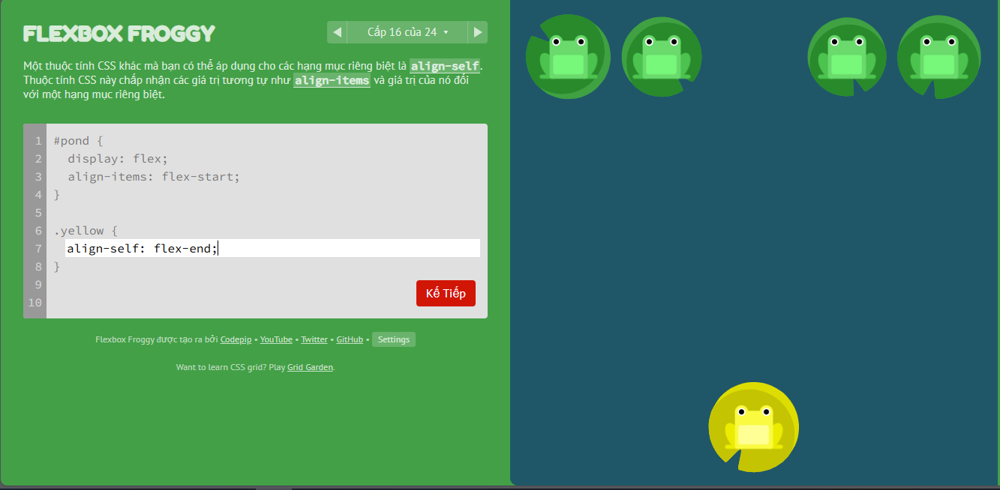 FLEXBOX FROGGY
Cấp 16 của 24
Một thuộc tính CSS khác mà bạn có thể áp dụng cho các hạng mục riêng biệt là align-self.
Thuộc tính CSS này chấp nhận các giá trị tương tự như align-items và giá trị của nó đối
với một hạng mục riêng biệt.
1 #pond {
2 display: flex;
3 align-items: flex-start;
4 }
5
6 .yellow {
7 align-self: flex-end;
8 }
9
10
Kế Tiếp
Flexbox Froggy được tạo ra bởi Codepip • YouTube • Twitter • GitHub • Settings
Want to learn CSS grid? Play Grid Garden.